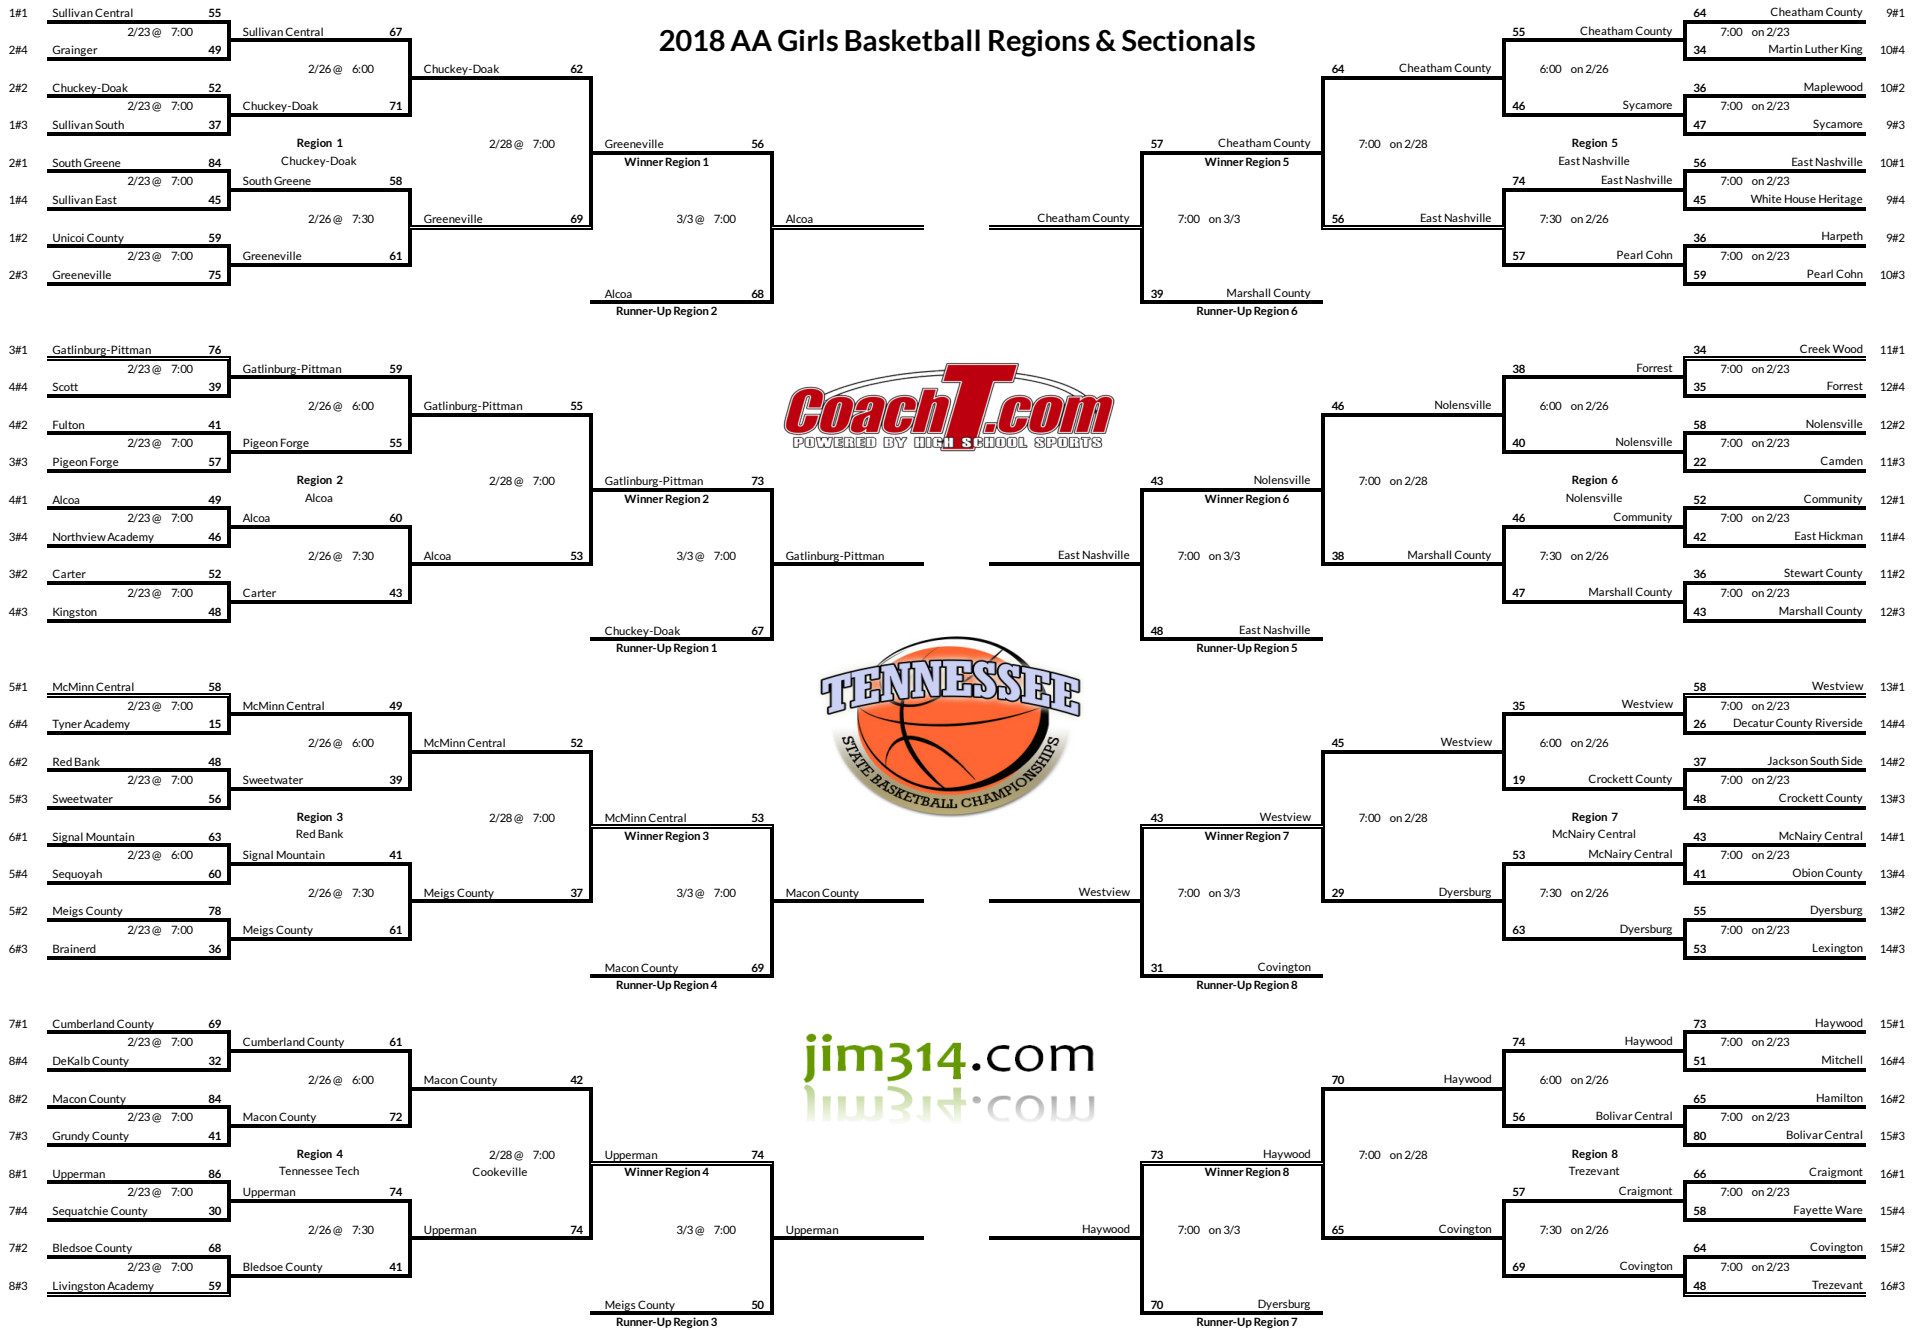 2018 AA Girls Basketball Regions & Sectionals
1#1 Sullivan Central 55
2/23 @ 7:00
2#4 Grainger 49
Sullivan Central 67
2/26 @ 6:00
2#2 Chuckey-Doak 52
2/23 @ 7:00
1#3 Sullivan South 37
Chuckey-Doak 71
Region 1
Chuckey-Doak
2#1 South Greene 84
2/23 @ 7:00
1#4 Sullivan East 45
South Greene 58
2/26 @ 7:30
1#2 Unicoi County 59
2/23 @ 7:00
2#3 Greeneville 75
Greeneville 61
Chuckey-Doak 62
2/28 @ 7:00
Greeneville 69
Greeneville 56
Winner Region 1
3/3 @ 7:00
Alcoa 68
Runner-Up Region 2
Alcoa
3#1 Gatlinburg-Pittman 76
2/23 @ 7:00
4#4 Scott 39
Gatlinburg-Pittman 59
2/26 @ 6:00
4#2 Fulton 41
2/23 @ 7:00
3#3 Pigeon Forge 57
Pigeon Forge 55
Region 2
Alcoa
4#1 Alcoa 49
2/23 @ 7:00
3#4 Northview Academy 46
Alcoa 60
2/26 @ 7:30
3#2 Carter 52
2/23 @ 7:00
4#3 Kingston 48
Carter 43
Gatlinburg-Pittman 55
2/28 @ 7:00
Alcoa 53
Gatlinburg-Pittman 73
Winner Region 2
3/3 @ 7:00
Chuckey-Doak 67
Runner-Up Region 1
Gatlinburg-Pittman
5#1 McMinn Central 58
2/23 @ 7:00
6#4 Tyner Academy 15
McMinn Central 49
2/26 @ 6:00
6#2 Red Bank 48
2/23 @ 7:00
5#3 Sweetwater 56
Sweetwater 39
Region 3
Red Bank
6#1 Signal Mountain 63
2/23 @ 6:00
5#4 Sequoyah 60
Signal Mountain 41
2/26 @ 7:30
5#2 Meigs County 78
2/23 @ 7:00
6#3 Brainerd 36
Meigs County 61
McMinn Central 52
2/28 @ 7:00
Meigs County 37
McMinn Central 53
Winner Region 3
3/3 @ 7:00
Macon County 69
Runner-Up Region 4
Macon County
7#1 Cumberland County 69
2/23 @ 7:00
8#4 DeKalb County 32
Cumberland County 61
2/26 @ 6:00
8#2 Macon County 84
2/23 @ 7:00
7#3 Grundy County 41
Macon County 72
Region 4
Tennessee Tech
8#1 Upperman 86
2/23 @ 7:00
7#4 Sequatchie County 30
Upperman 74
2/26 @ 7:30
7#2 Bledsoe County 68
2/23 @ 7:00
8#3 Livingston Academy 59
Bledsoe County 41
Macon County 42
2/28 @ 7:00
Cookeville
Upperman 74
Upperman 74
Winner Region 4
3/3 @ 7:00
Meigs County 50
Runner-Up Region 3
Upperman
CoachT.com
POWERED BY HIGH SCHOOL SPORTS
TENNESSEE
STATE BASKETBALL CHAMPIONSHIPS
jim314.com
64 Cheatham County 9#1
7:00 on 2/23
34 Martin Luther King 10#4
55 Cheatham County
6:00 on 2/26
36 Maplewood 10#2
7:00 on 2/23
47 Sycamore 9#3
46 Sycamore
Region 5
East Nashville
56 East Nashville 10#1
7:00 on 2/23
45 White House Heritage 9#4
74 East Nashville
7:30 on 2/26
36 Harpeth 9#2
7:00 on 2/23
59 Pearl Cohn 10#3
57 Pearl Cohn
64 Cheatham County
7:00 on 2/28
56 East Nashville
57 Cheatham County
Winner Region 5
7:00 on 3/3
39 Marshall County
Runner-Up Region 6
Cheatham County
34 Creek Wood 11#1
7:00 on 2/23
35 Forrest 12#4
38 Forrest
6:00 on 2/26
58 Nolensville 12#2
7:00 on 2/23
22 Camden 11#3
40 Nolensville
Region 6
Nolensville
52 Community 12#1
7:00 on 2/23
42 East Hickman 11#4
46 Community
7:30 on 2/26
36 Stewart County 11#2
7:00 on 2/23
43 Marshall County 12#3
47 Marshall County
46 Nolensville
7:00 on 2/28
38 Marshall County
43 Nolensville
Winner Region 6
7:00 on 3/3
48 East Nashville
Runner-Up Region 5
East Nashville
58 Westview 13#1
7:00 on 2/23
26 Decatur County Riverside 14#4
35 Westview
6:00 on 2/26
37 Jackson South Side 14#2
7:00 on 2/23
48 Crockett County 13#3
19 Crockett County
Region 7
McNairy Central
43 McNairy Central 14#1
7:00 on 2/23
41 Obion County 13#4
53 McNairy Central
7:30 on 2/26
55 Dyersburg 13#2
7:00 on 2/23
53 Lexington 14#3
63 Dyersburg
45 Westview
7:00 on 2/28
29 Dyersburg
43 Westview
Winner Region 7
7:00 on 3/3
31 Covington
Runner-Up Region 8
Westview
73 Haywood 15#1
7:00 on 2/23
51 Mitchell 16#4
74 Haywood
6:00 on 2/26
65 Hamilton 16#2
7:00 on 2/23
80 Bolivar Central 15#3
56 Bolivar Central
Region 8
Trezevant
66 Craigmont 16#1
7:00 on 2/23
58 Fayette Ware 15#4
57 Craigmont
7:30 on 2/26
64 Covington 15#2
7:00 on 2/23
48 Trezevant 16#3
69 Covington
70 Haywood
7:00 on 2/28
65 Covington
73 Haywood
Winner Region 8
7:00 on 3/3
70 Dyersburg
Runner-Up Region 7
Haywood